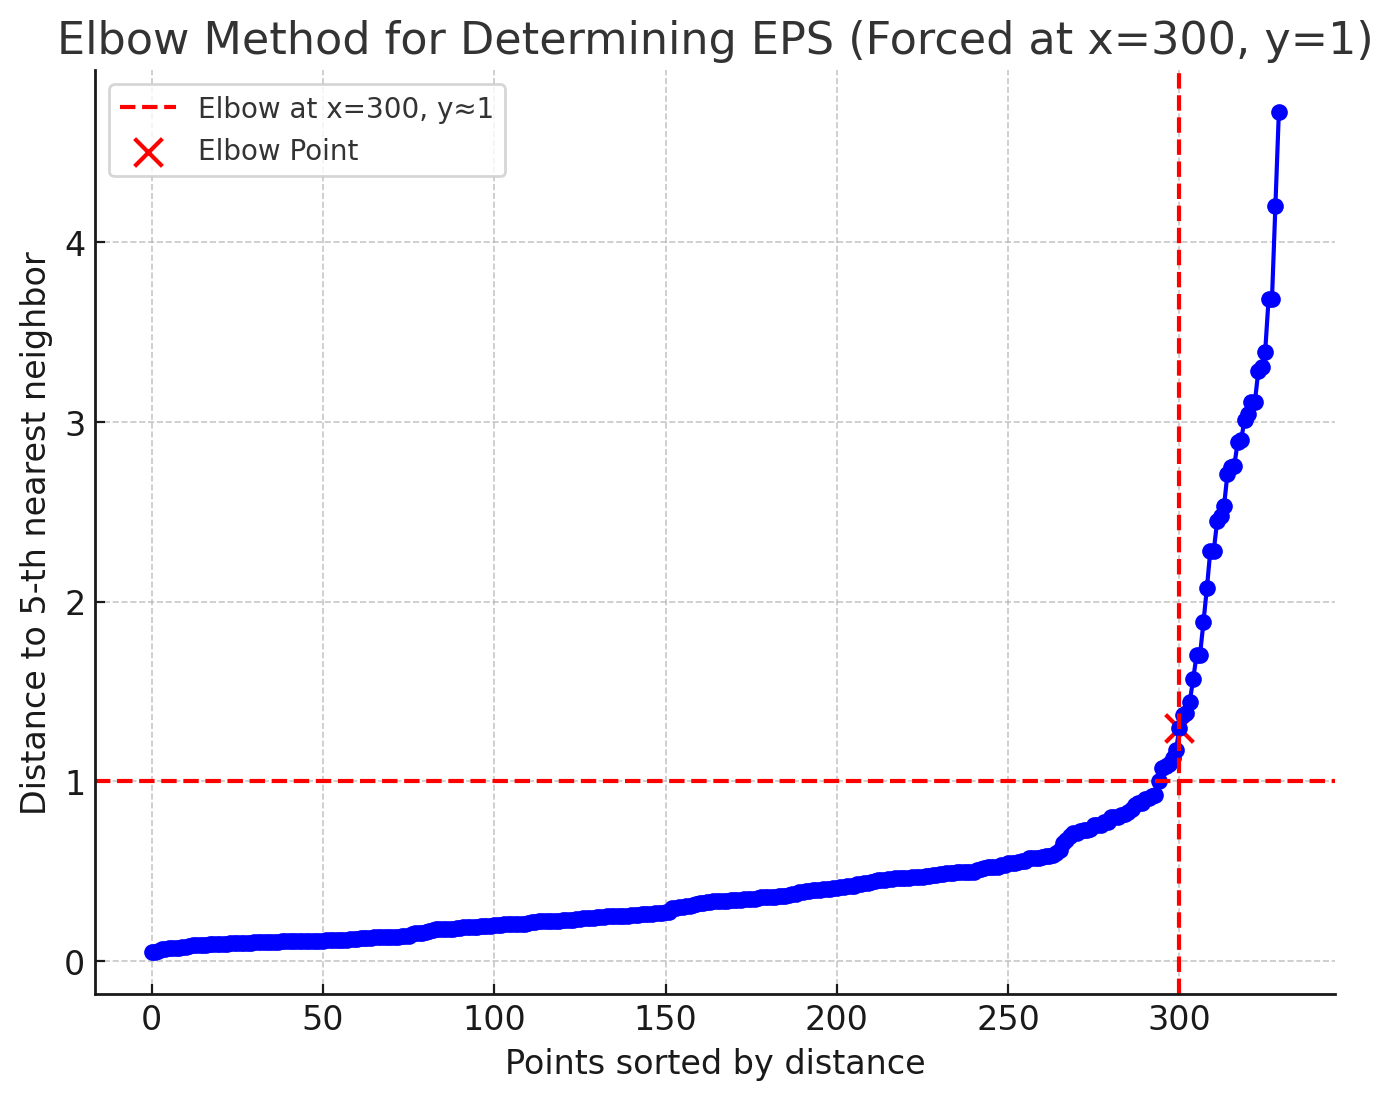 Elbow Method for Determining EPS (Forced at x=300, y=1)
Elbow at x=300, y≈1
Elbow Point
Distance to 5-th nearest neighbor
4
3
2
1
0
0 50 100 150 200 250 300
Points sorted by distance